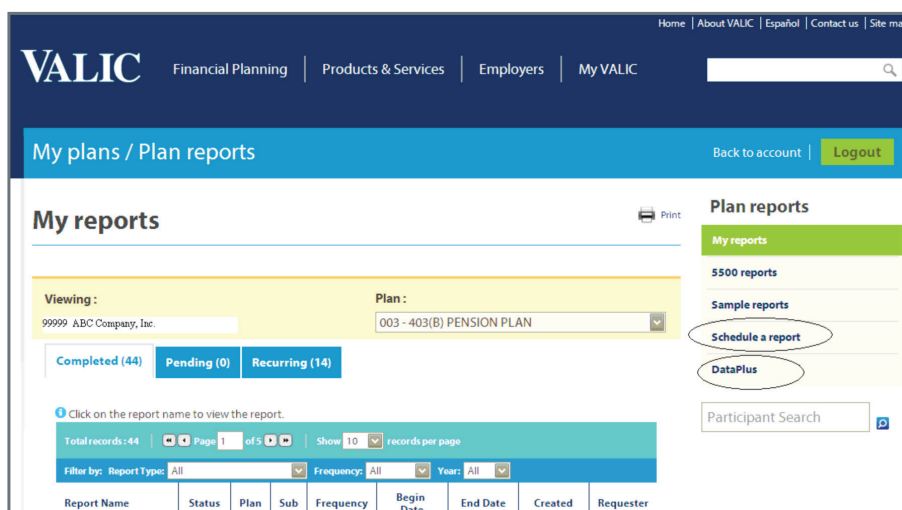 Home | About VALIC | Español | Contact us | Site ma
VALIC
Financial Planning | Products & Services | Employers | My VALIC
My plans / Plan reports
Back to account | Logout
My reports
Print
Viewing :
99999 ABC Company, Inc.
Plan :
003 - 403(B) PENSION PLAN
Completed (44)
Pending (0)
Recurring (14)
Click on the report name to view the report.
Total records : 44 | Page 1 of 5 | Show 10 records per page
Filter by: Report Type: All Frequency: All Year: All
Report Name Status Plan Sub Frequency Begin Date End Date Created Requester
Plan reports
My reports
5500 reports
Sample reports
Schedule a report
DataPlus
Participant Search